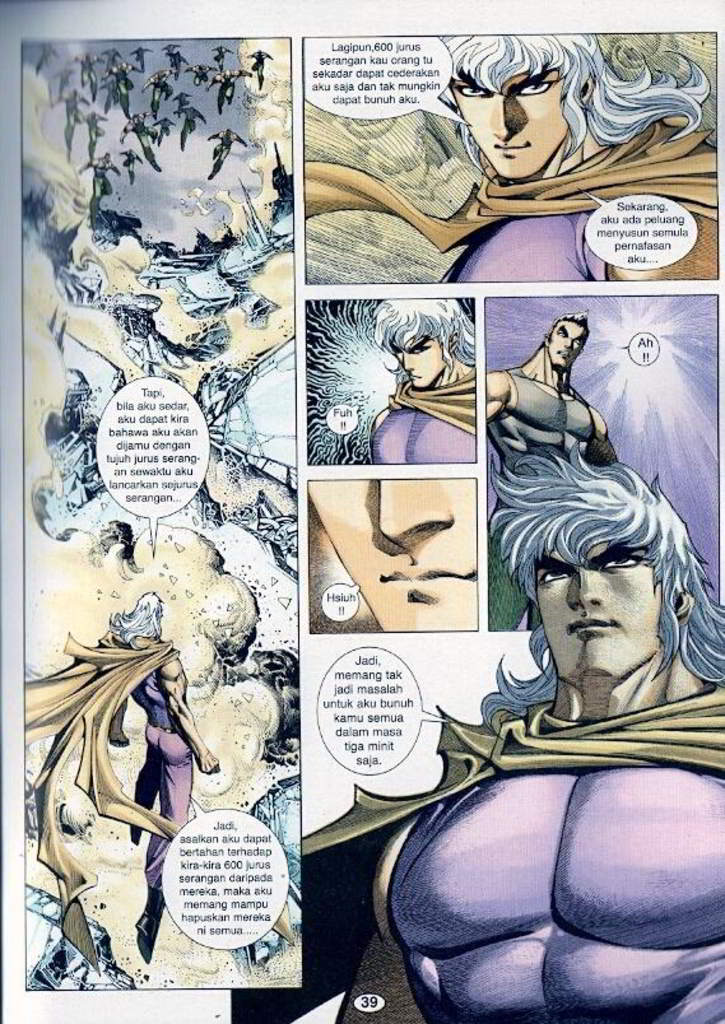 Tapi,
bila aku sedar,
aku dapat kira
bahawa aku akan
dijamu dengan
tujuh jurus serang-
an sewaktu aku
lancarkan sejurus
serangan...
Jadi,
asalkan aku dapat
bertahan terhadap
kira-kira 600 jurus
serangan daripada
mereka, maka aku
memang mampu
hapuskan mereka
ni semua.....
Lagipun,600 jurus
serangan kau orang tu
sekadar dapat cederakan
aku saja dan tak mungkin
dapat bunuh aku.
Sekarang,
aku ada peluang
menyusun semula
pernafasan
aku....
Fuh
!!
Ah
!!
Hsiuh
!!
Jadi,
memang tak
jadi masalah
untuk aku bunuh
kamu semua
dalam masa
tiga minit
saja.
39